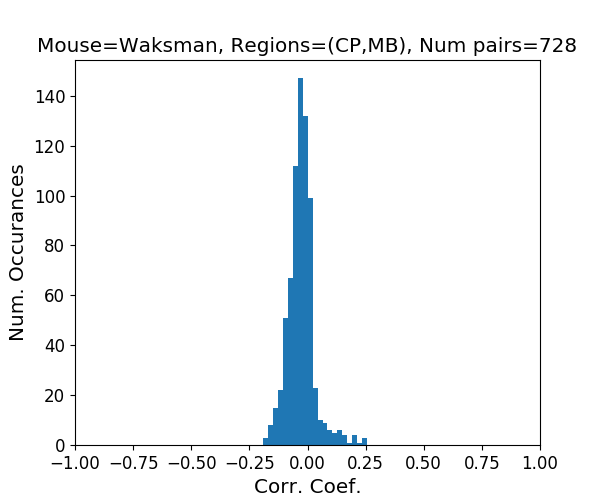 Mouse=Waksman, Regions=(CP,MB), Num pairs=728
140
120
100
80
60
40
20
0
Num. Occurances
−1.00 −0.75 −0.50 −0.25 0.00 0.25 0.50 0.75 1.00
Corr. Coef.